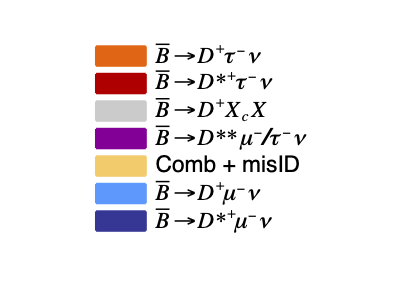 B̅ → D⁺τ⁻ν
B̅ → D*⁺τ⁻ν
B̅ → D⁺X_cX
B̅ → D**μ⁻/τ⁻ν
Comb + misID
B̅ → D⁺μ⁻ν
B̅ → D*⁺μ⁻ν